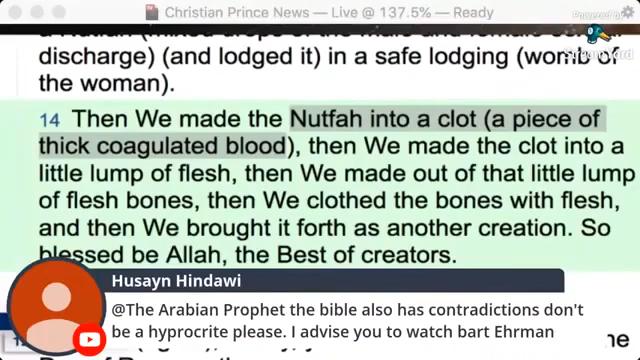 Christian Prince News — Live @ 137.5% — Ready
Powered by
discharge) (and lodged it) in a safe lodging (womb of
the woman).
14 Then We made the Nutfah into a clot (a piece of
thick coagulated blood), then We made the clot into a
little lump of flesh, then We made out of that little lump
of flesh bones, then We clothed the bones with flesh,
and then We brought it forth as another creation. So
blessed be Allah, the Best of creators.
Husayn Hindawi
@The Arabian Prophet the bible also has contradictions don't
be a hyprocrite please. I advise you to watch bart Ehrman